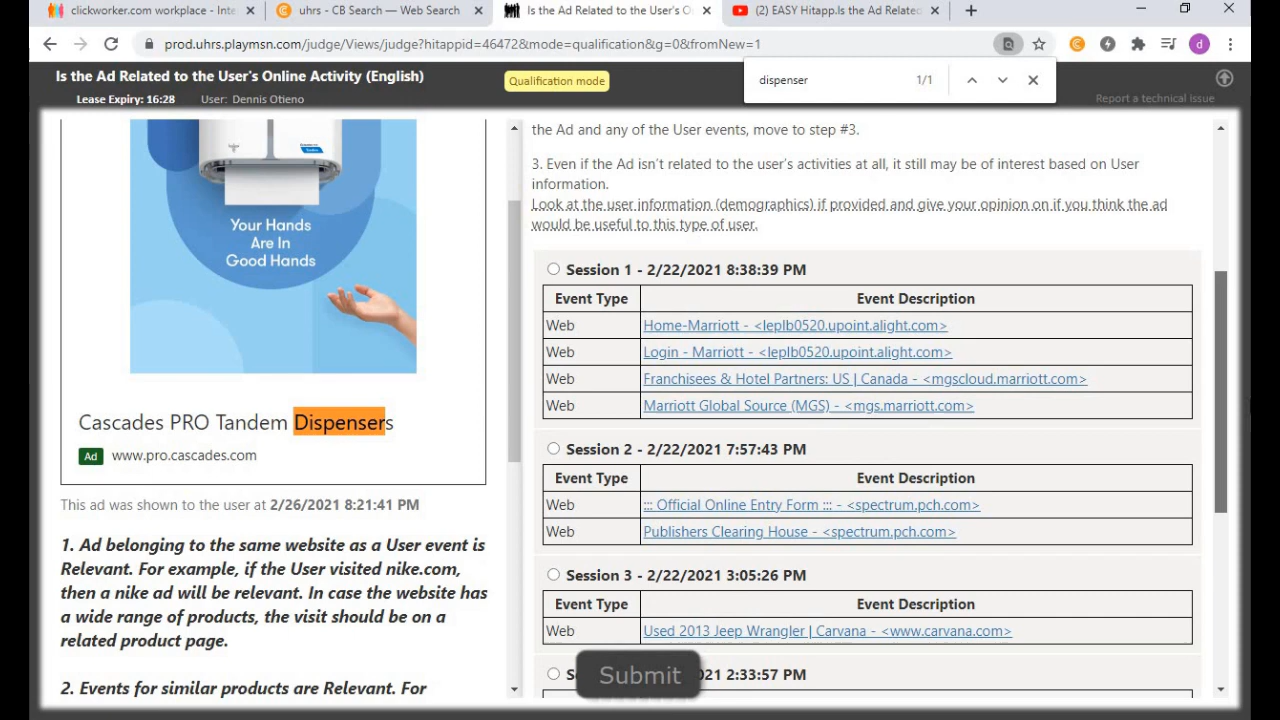 clickworker.com workplace - Inte
uhrs - CB Search — Web Search
Is the Ad Related to the User's O
(2) EASY Hitapp.Is the Ad Relate
prod.uhrs.playmsn.com/judge/Views/judge?hitappid=46472&mode=qualification&g=0&fromNew=1
d
dispenser
1/1
Is the Ad Related to the User's Online Activity (English)
Qualification mode
Lease Expiry: 16:28 User: Dennis Otieno
Report a technical issue
Your Hands
Are In
Good Hands
Cascades PRO Tandem Dispensers
Ad www.pro.cascades.com
This ad was shown to the user at 2/26/2021 8:21:41 PM
1. Ad belonging to the same website as a User event is
Relevant. For example, if the User visited nike.com,
then a nike ad will be relevant. In case the website has
a wide range of products, the visit should be on a
related product page.
2. Events for similar products are Relevant. For
the Ad and any of the User events, move to step #3.
3. Even if the Ad isn't related to the user's activities at all, it still may be of interest based on User
information.
Look at the user information (demographics) if provided and give your opinion on if you think the ad
would be useful to this type of user.
Session 1 - 2/22/2021 8:38:39 PM
Event Type Event Description
Web Home-Marriott - <leplb0520.upoint.alight.com>
Web Login - Marriott - <leplb0520.upoint.alight.com>
Web Franchisees & Hotel Partners: US | Canada - <mgscloud.marriott.com>
Web Marriott Global Source (MGS) - <mgs.marriott.com>
Session 2 - 2/22/2021 7:57:43 PM
Event Type Event Description
Web ::: Official Online Entry Form ::: - <spectrum.pch.com>
Web Publishers Clearing House - <spectrum.pch.com>
Session 3 - 2/22/2021 3:05:26 PM
Event Type Event Description
Web Used 2013 Jeep Wrangler | Carvana - <www.carvana.com>
2021 2:33:57 PM
Submit